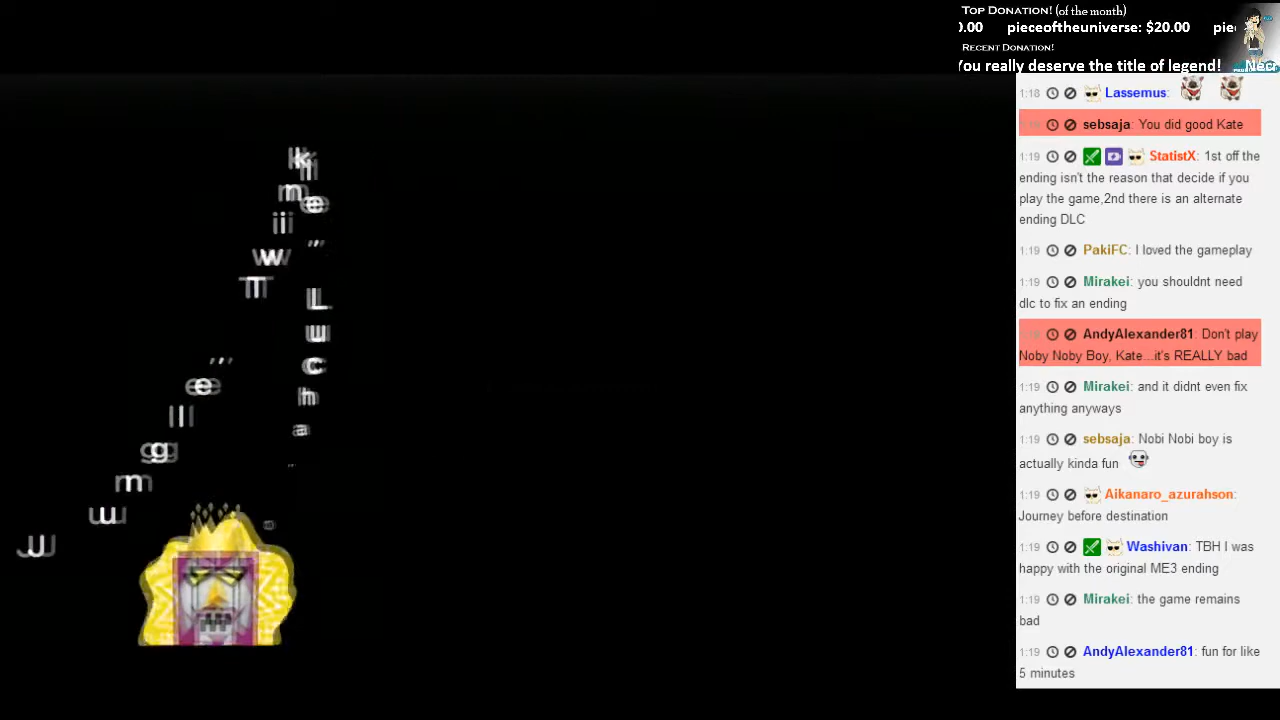 Top Donation! (of the month)
0.00 pieceoftheuniverse: $20.00 pie
Recent Donation!
You really deserve the title of legend! Necr
1:18 Lassemus:
sebsaja: You did good Kate
1:19 StatistX: 1st off the
ending isn't the reason that decide if you
play the game,2nd there is an alternate
ending DLC
1:19 PakiFC: I loved the gameplay
1:19 Mirakei: you shouldnt need
dlc to fix an ending
AndyAlexander81: Don't play
Noby Noby Boy, Kate...it's REALLY bad
1:19 Mirakei: and it didnt even fix
anything anyways
1:19 sebsaja: Nobi Nobi boy is
actually kinda fun
1:19 Aikanaro_azurahson:
Journey before destination
1:19 Washivan: TBH I was
happy with the original ME3 ending
1:19 Mirakei: the game remains
bad
1:19 AndyAlexander81: fun for like
5 minutes
Jumgle" Twimkie" Lucha"